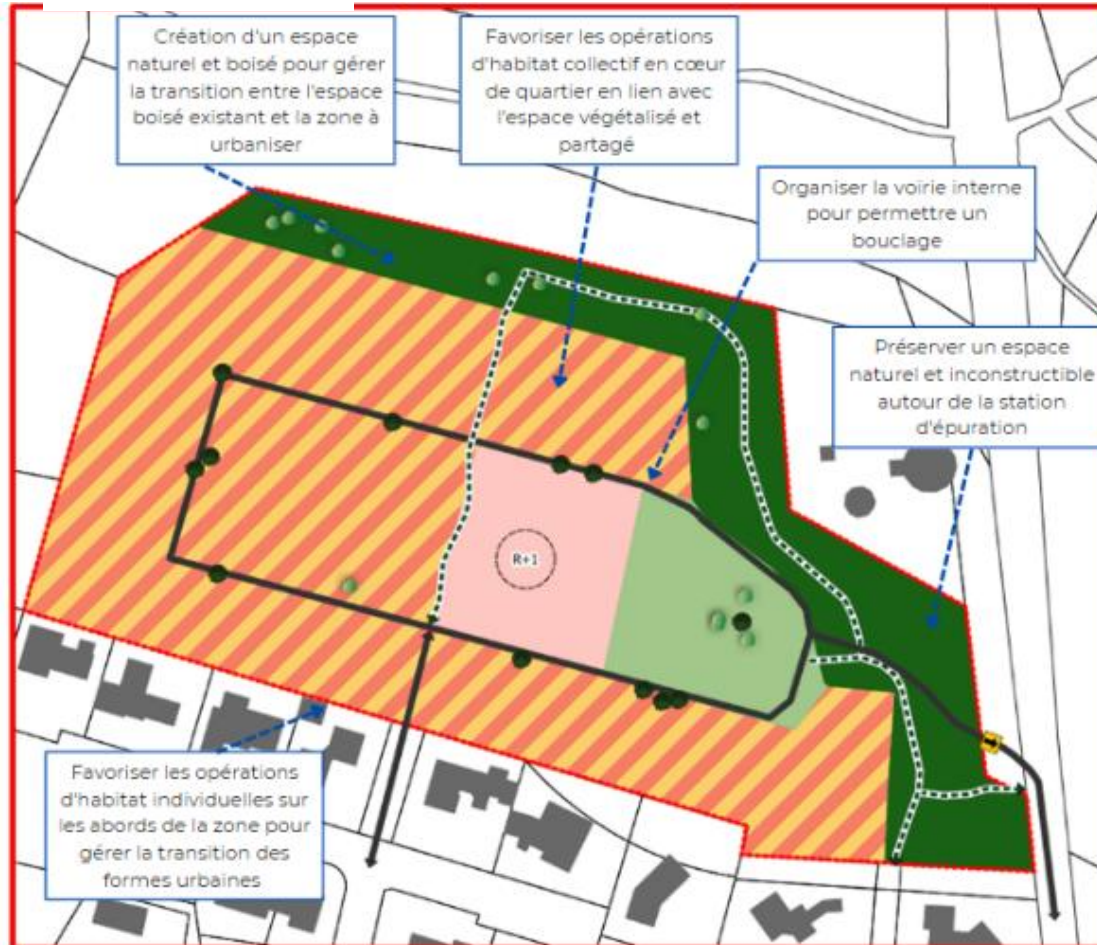 Création d'un espace
naturel et boisé pour gérer
la transition entre l'espace
boisé existant et la zone à
urbaniser
Favoriser les opérations
d'habitat collectif en cœur
de quartier en lien avec
l'espace végétalisé et
partagé
Organiser la voirie interne
pour permettre un
bouclage
Préserver un espace
naturel et inconstructible
autour de la station
d'épuration
R+1
Favoriser les opérations
d'habitat individuelles sur
les abords de la zone pour
gérer la transition des
formes urbaines